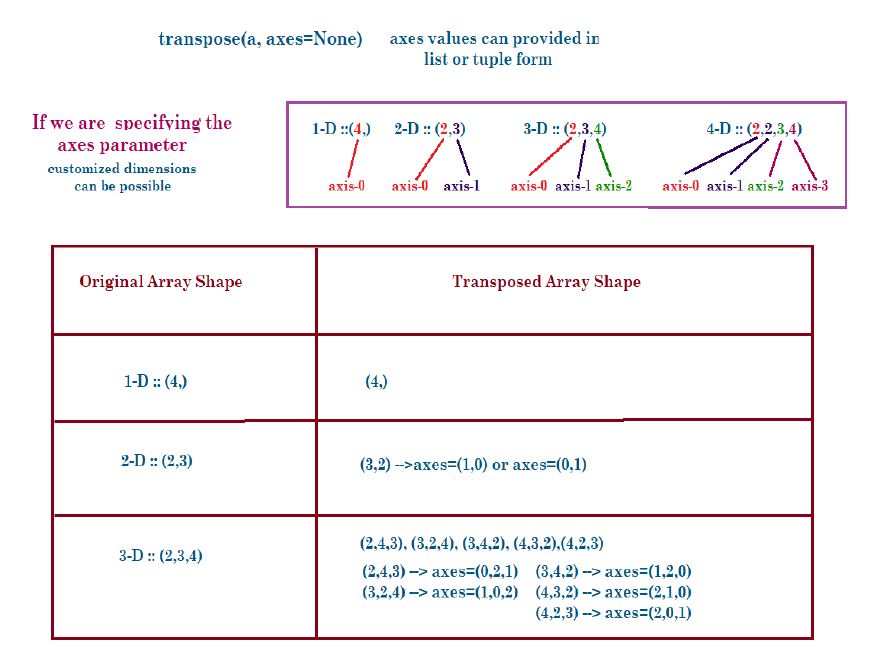 transpose(a, axes=None) axes values can provided in
list or tuple form
If we are specifying the
axes parameter
customized dimensions
can be possible
1-D ::(4,) 2-D :: (2,3) 3-D :: (2,3,4) 4-D :: (2,2,3,4)
axis-0 axis-0 axis-1 axis-0 axis-1 axis-2 axis-0 axis-1 axis-2 axis-3
Original Array Shape Transposed Array Shape
1-D :: (4,) (4,)
2-D :: (2,3) (3,2) -->axes=(1,0) or axes=(0,1)
3-D :: (2,3,4) (2,4,3), (3,2,4), (3,4,2), (4,3,2),(4,2,3)
(2,4,3) --> axes=(0,2,1) (3,4,2) --> axes=(1,2,0)
(3,2,4) --> axes=(1,0,2) (4,3,2) --> axes=(2,1,0)
(4,2,3) --> axes=(2,0,1)